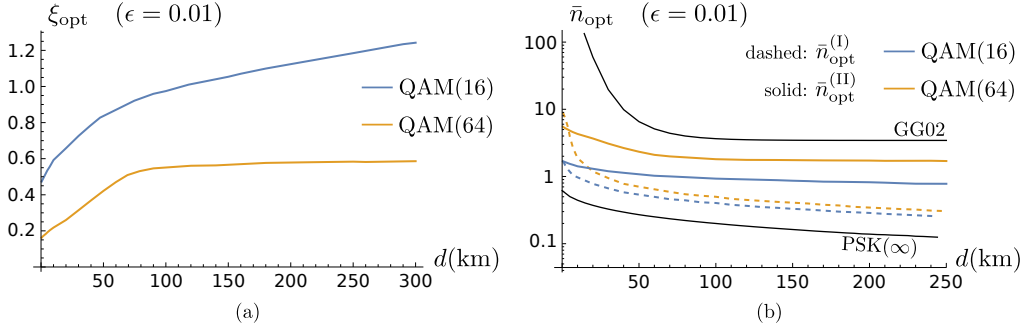 ξopt (ϵ = 0.01)
1.2
1.0
0.8
0.6
0.4
0.2
QAM(16)
QAM(64)
0 50 100 150 200 250 300
d(km)
(a)
n̄opt (ϵ = 0.01)
100
10
1
0.1
dashed: n̄opt^(I)
solid: n̄opt^(II)
QAM(16)
QAM(64)
GG02
PSK(∞)
0 50 100 150 200 250
d(km)
(b)